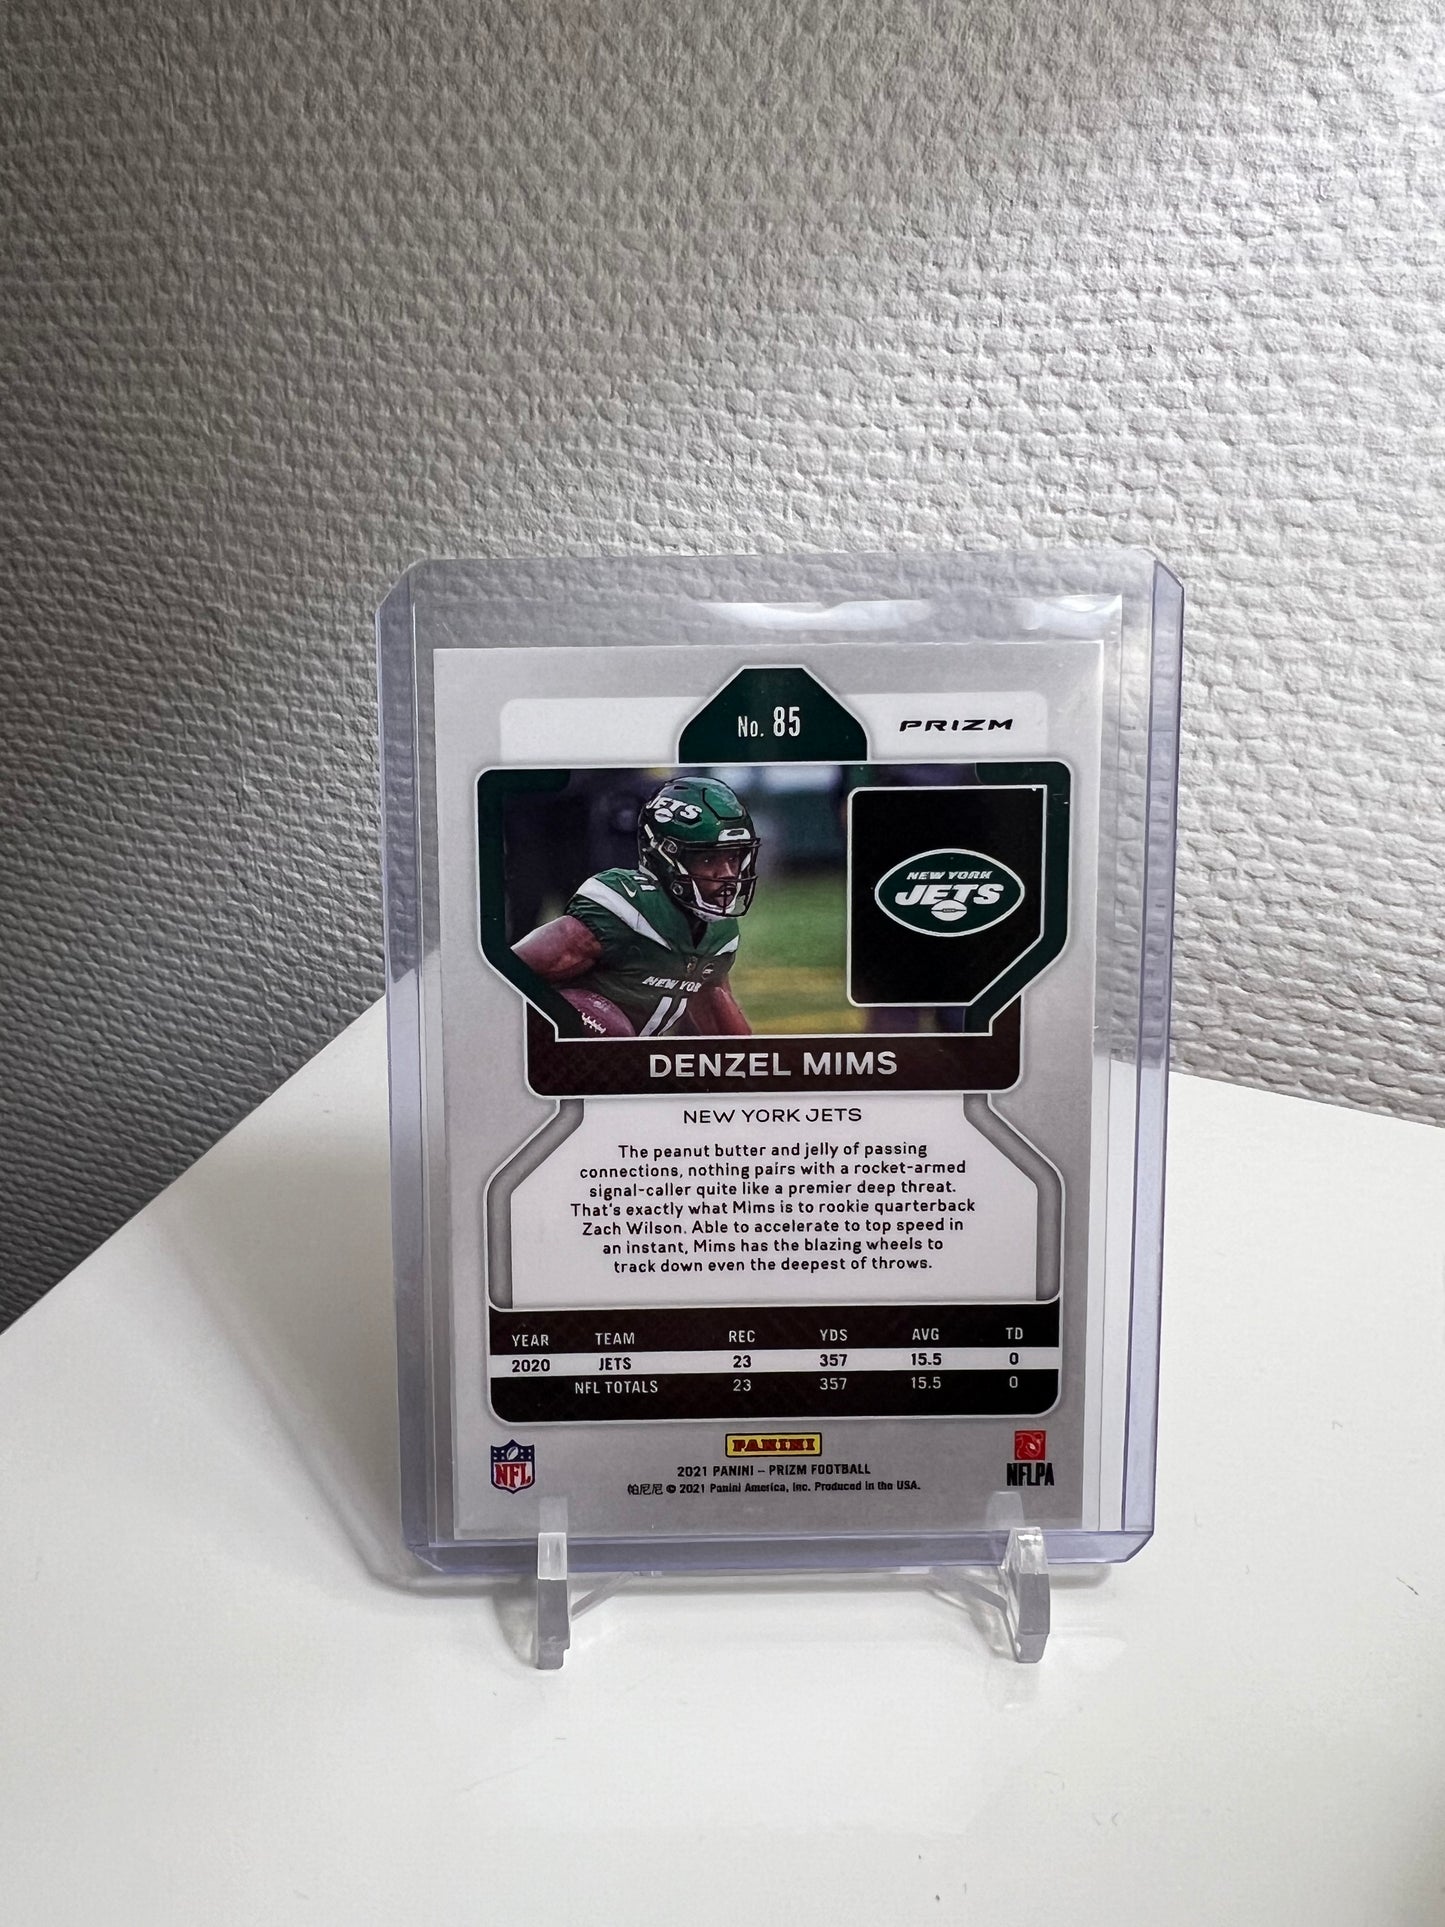 No. 85
PRIZM
JETS
NEW YORK
JETS
11
NEW YOR
11
DENZEL MIMS
NEW YORK JETS
The peanut butter and jelly of passing
connections, nothing pairs with a rocket-armed
signal-caller quite like a premier deep threat.
That's exactly what Mims is to rookie quarterback
Zach Wilson. Able to accelerate to top speed in
an instant, Mims has the blazing wheels to
track down even the deepest of throws.
YEAR TEAM REC YDS AVG TD
2020 JETS 23 357 15.5 0
NFL TOTALS 23 357 15.5 0
PANINI
NFL
NFLPA
2021 PANINI – PRIZM FOOTBALL
帕尼尼 © 2021 Panini America, Inc. Produced in the USA.